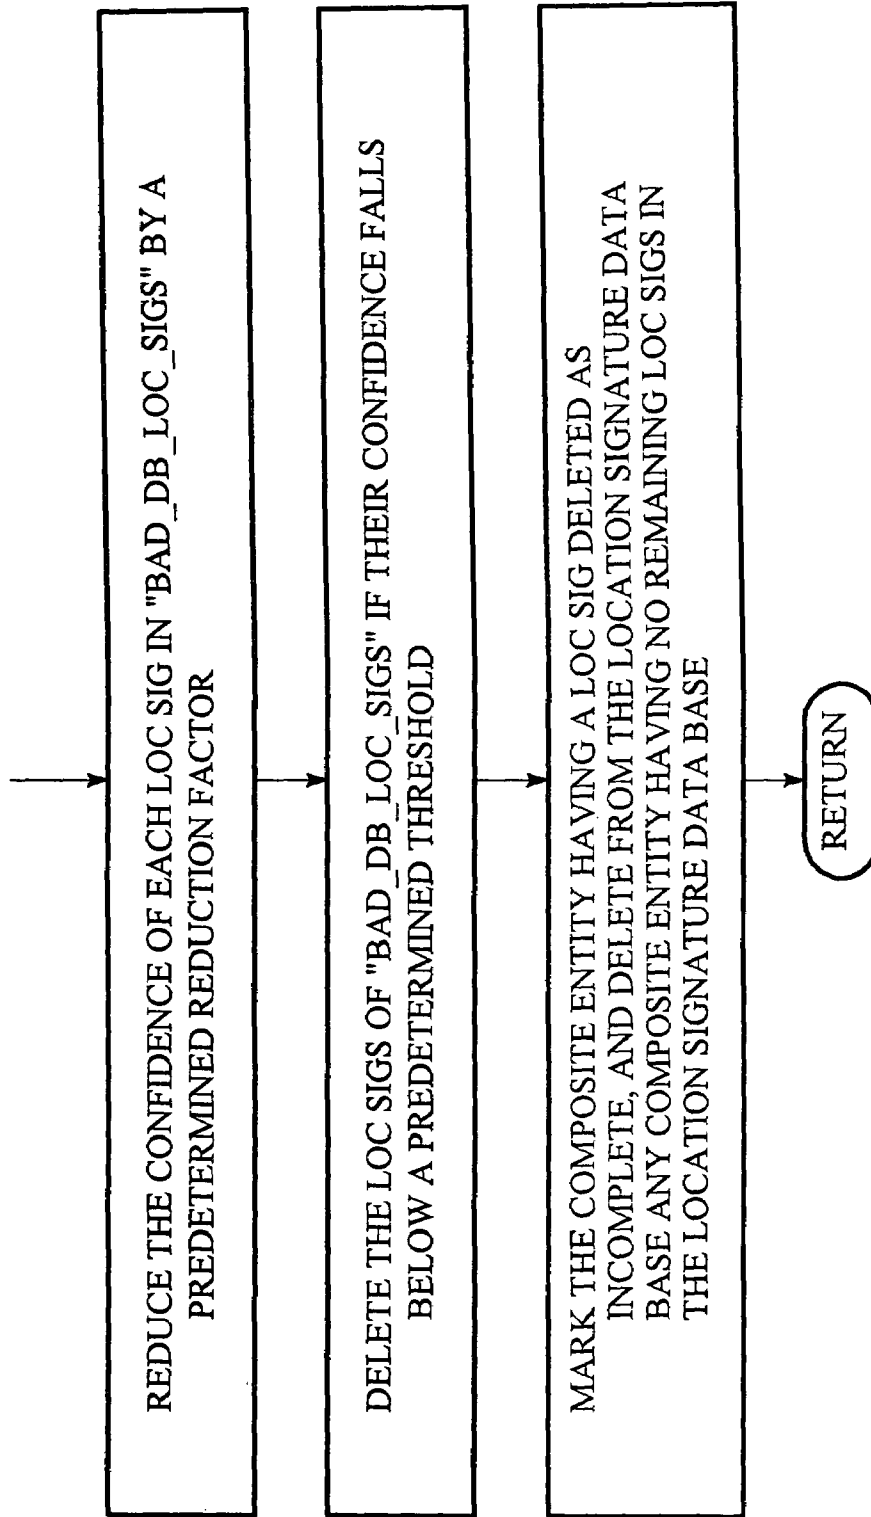 REDUCE THE CONFIDENCE OF EACH LOC SIG IN "BAD_DB_LOC_SIGS" BY A
PREDETERMINED REDUCTION FACTOR
DELETE THE LOC SIGS OF "BAD_DB_LOC_SIGS" IF THEIR CONFIDENCE FALLS
BELOW A PREDETERMINED THRESHOLD
MARK THE COMPOSITE ENTITY HAVING A LOC SIG DELETED AS
INCOMPLETE, AND DELETE FROM THE LOCATION SIGNATURE DATA
BASE ANY COMPOSITE ENTITY HAVING NO REMAINING LOC SIGS IN
THE LOCATION SIGNATURE DATA BASE
RETURN